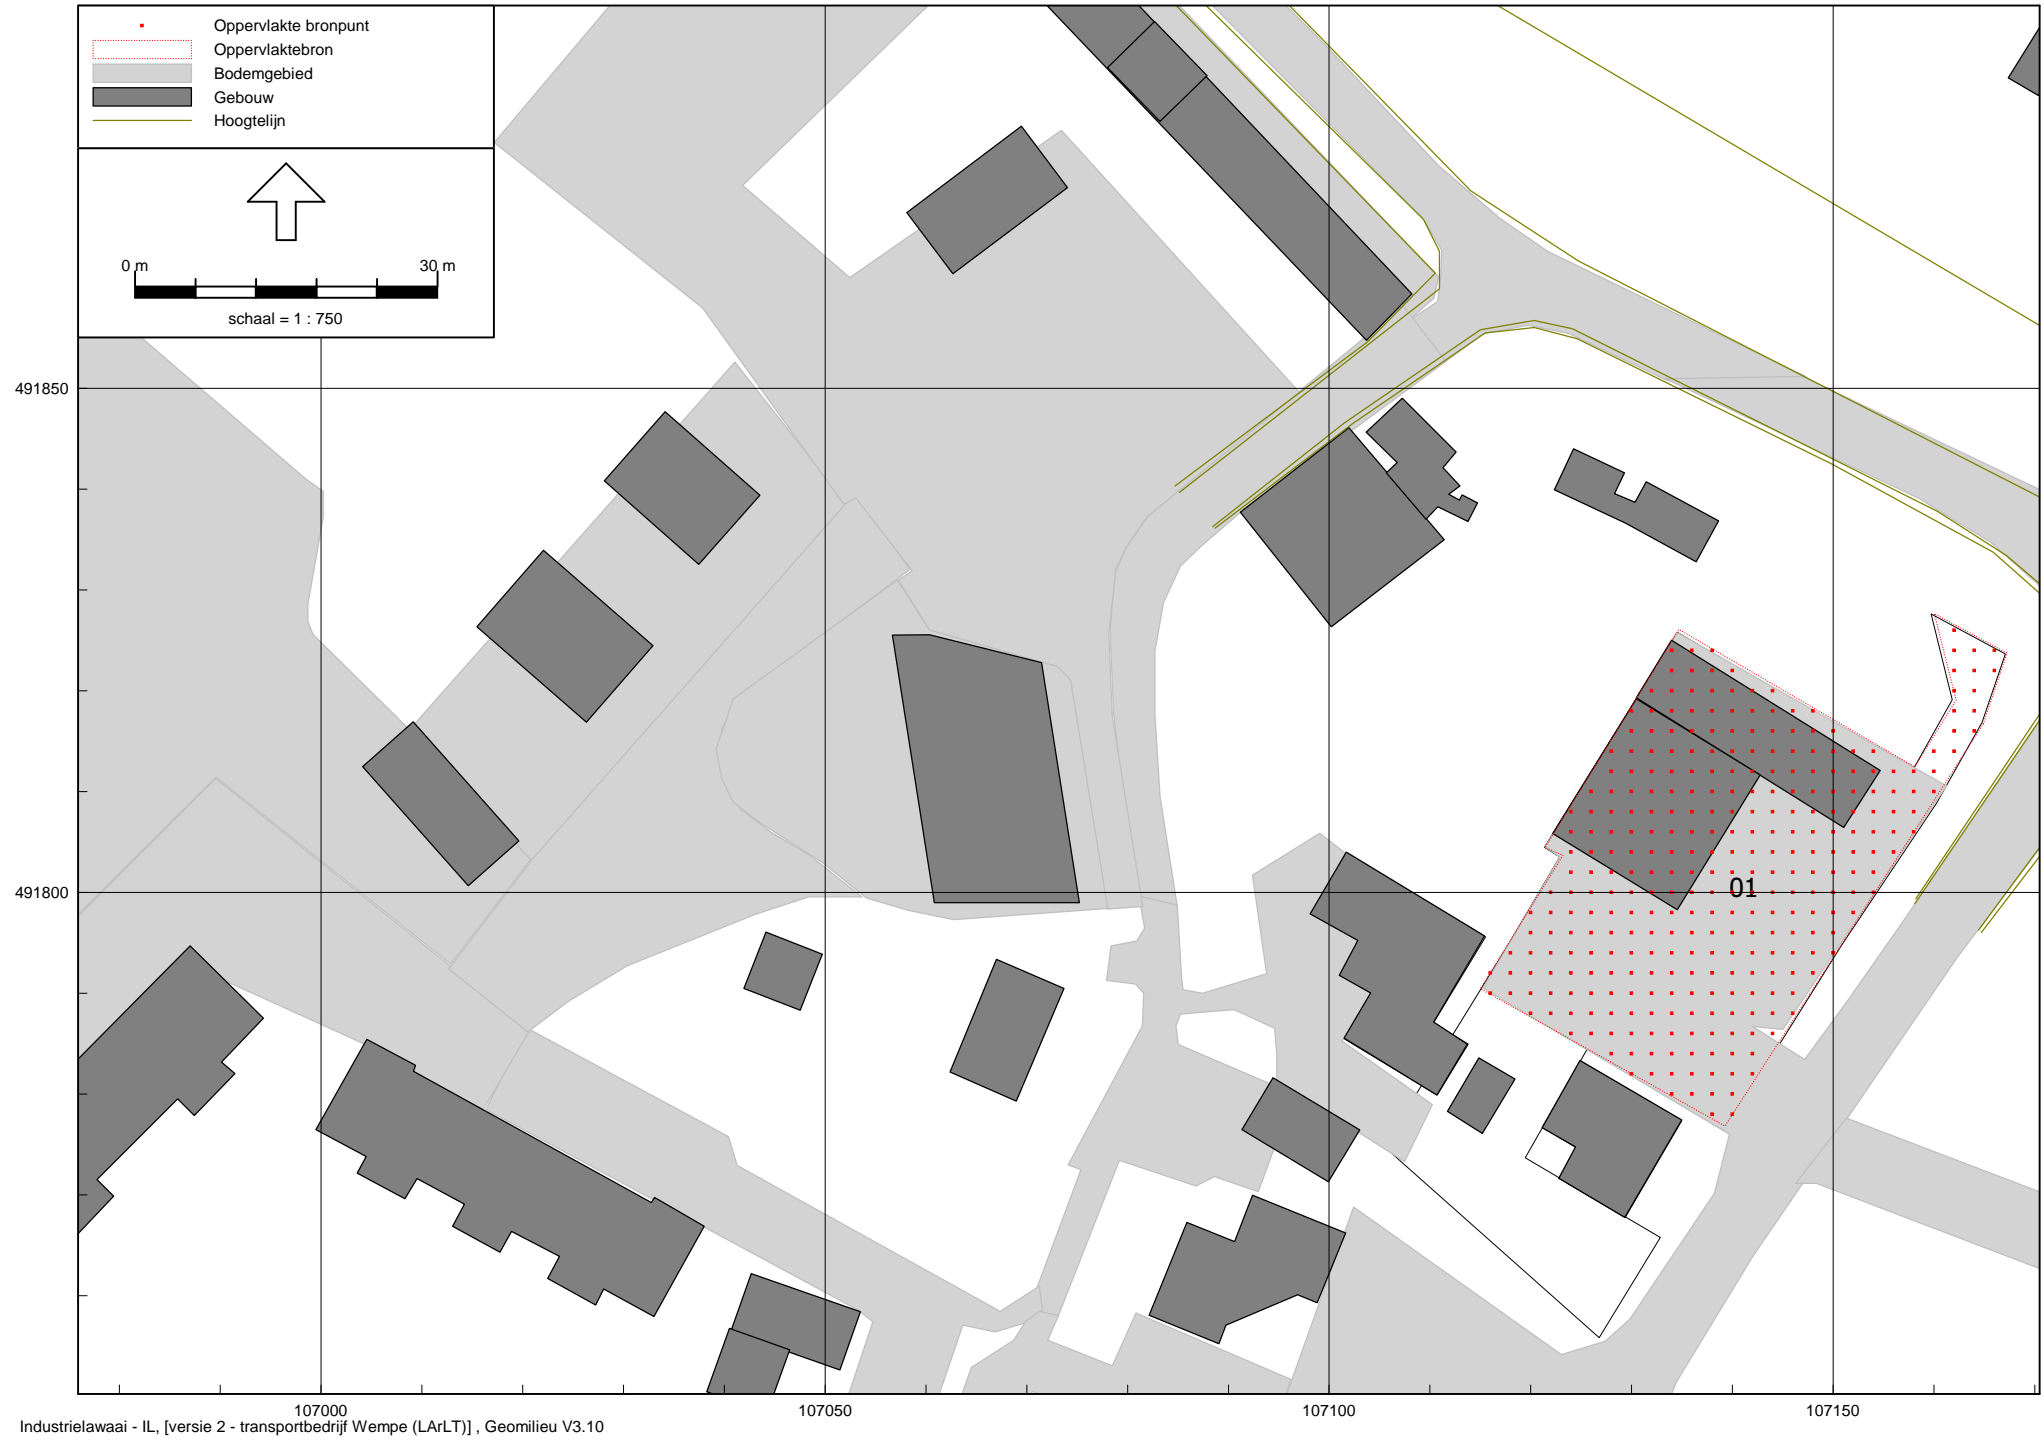 Oppervlakte bronpunt
Oppervlaktebron
Bodemgebied
Gebouw
Hoogtelijn
0 m 30 m
schaal = 1 : 750
491850
491800
01
107000 107050 107100 107150
Industrielawaai - IL, [versie 2 - transportbedrijf Wempe (LArLT)] , Geomilieu V3.10